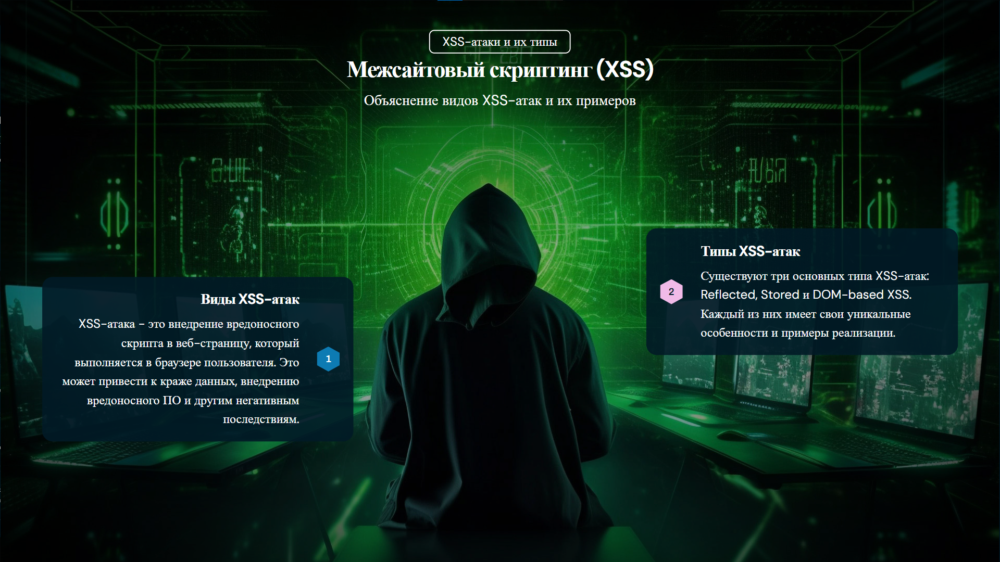 XSS-атаки и их типы
Межсайтовый скриптинг (XSS)
Объяснение видов XSS-атак и их примеров
Виды XSS-атак
XSS-атака - это внедрение вредоносного
скрипта в веб-страницу, который
выполняется в браузере пользователя. Это
может привести к краже данных, внедрению
вредоносного ПО и другим негативным
последствиям.
1
Типы XSS-атак
Существуют три основных типа XSS-атак:
Reflected, Stored и DOM-based XSS.
Каждый из них имеет свои уникальные
особенности и примеры реализации.
2